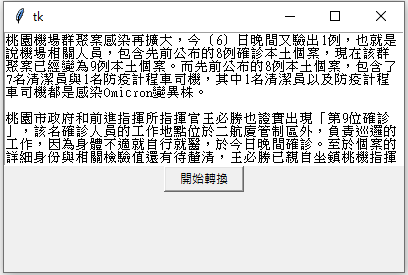 tk
桃園機場群聚案感染再擴大，今（6）日晚間又驗出1例，也就是
說機場相關人員，包含先前公布的8例確診本土個案，現在該群
聚案已經變為9例本土個案。而先前公布的8例本土個案，包含了
7名清潔員與1名防疫計程車司機，其中1名清潔員以及防疫計程
車司機都是感染Omicron變異株。
桃園市政府和前進指揮所指揮官王必勝也證實出現「第9位確診
」，該名確診人員的工作地點位於二航廈管制區外，負責巡邏的
工作，因為身體不適就自行就醫，於今日晚間確診。至於個案的
詳細身份與相關檢驗值還有待釐清，王必勝已親自坐鎮桃機指揮
開始轉換